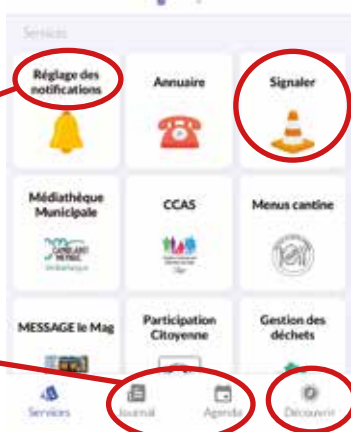 Services
Réglage des
notifications
Annuaire
Signaler
Médiathèque
Municipale
CCAS
Menus cantine
MESSAGE le Mag
Participation
Citoyenne
Gestion des
déchets
Services
Journal
Agenda
Découvrir